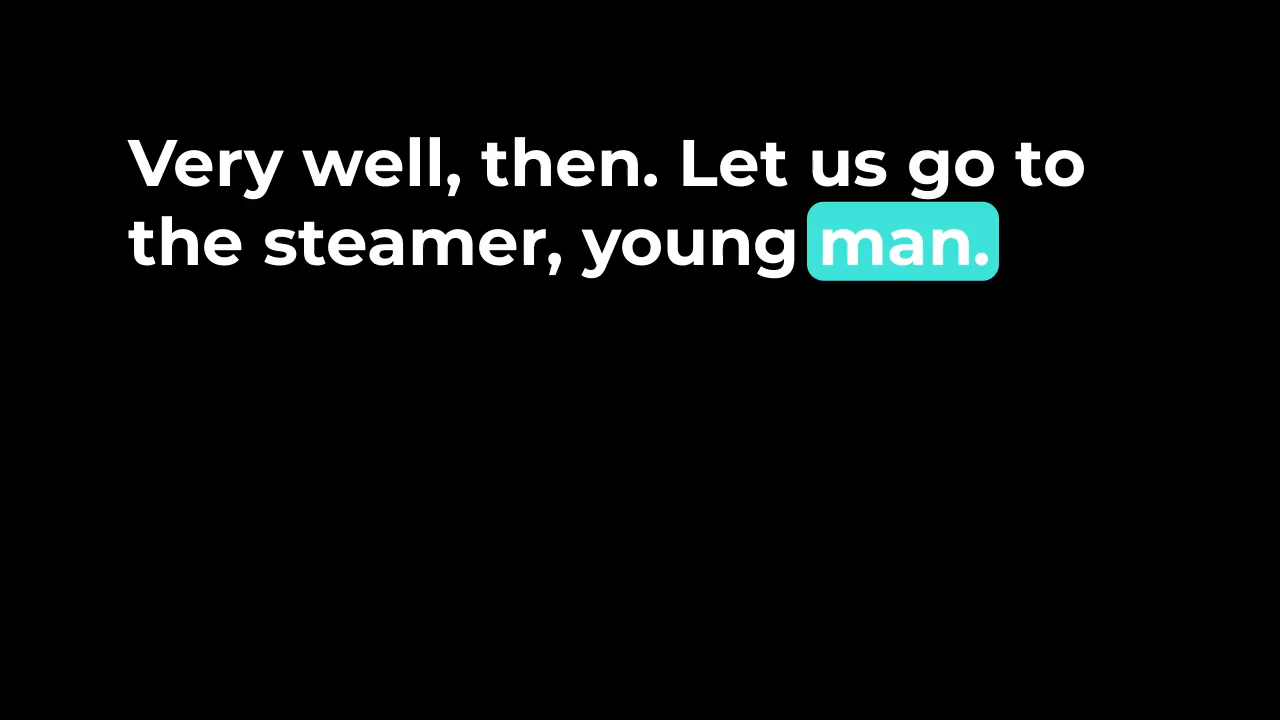 Very well, then. Let us go to
the steamer, young man.